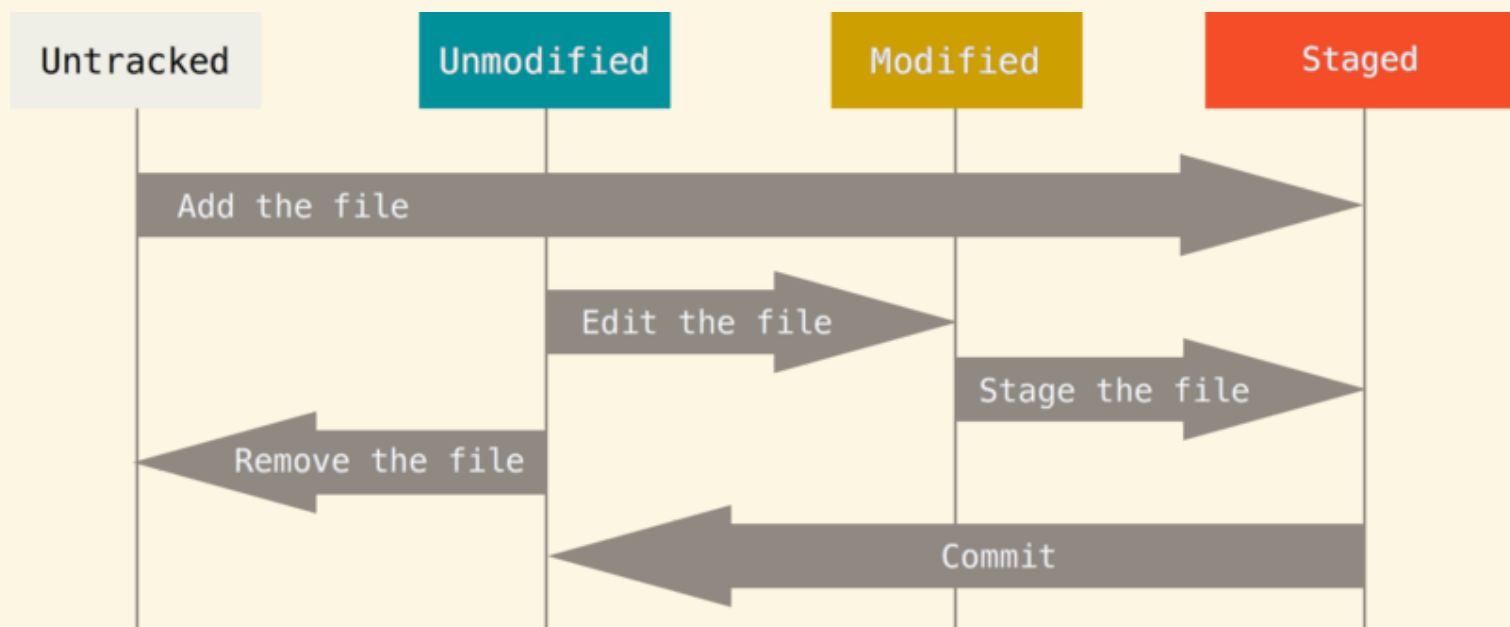 Untracked
Unmodified
Modified
Staged
Add the file
Edit the file
Stage the file
Remove the file
Commit